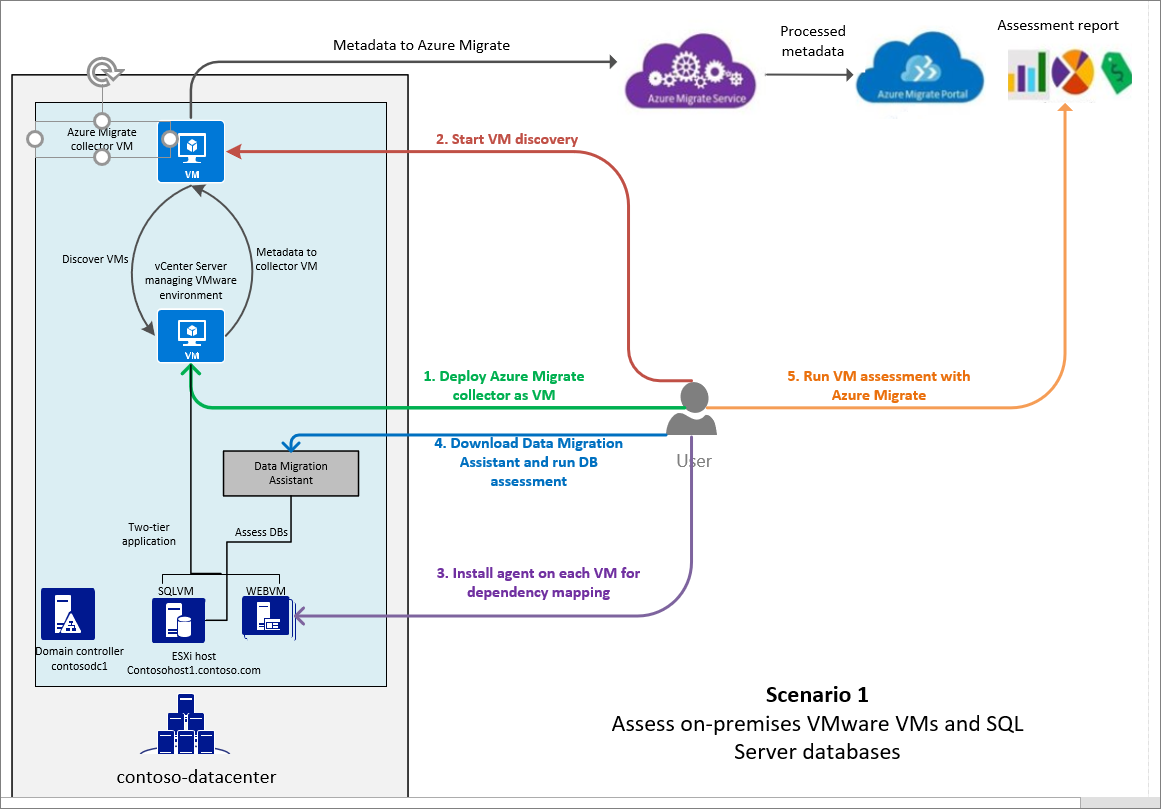 Metadata to Azure Migrate
Azure Migrate Service
Processed
metadata
Azure Migrate Portal
Assessment report
Azure Migrate
collector VM
VM
2. Start VM discovery
Discover VMs
Metadata to
collector VM
vCenter Server
managing VMware
environment
VM
1. Deploy Azure Migrate
collector as VM
5. Run VM assessment with
Azure Migrate
4. Download Data Migration
Assistant and run DB
assessment
User
Data Migration
Assistant
Two-tier
application
Assess DBs
3. Install agent on each VM for
dependency mapping
SQLVM
WEBVM
Domain controller
contosodc1
ESXi host
Contosohost1.contoso.com
contoso-datacenter
Scenario 1
Assess on-premises VMware VMs and SQL
Server databases